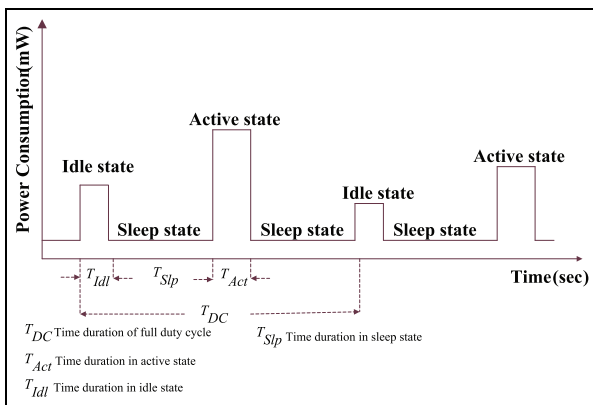 Power Consumption(mW)
Active state
Active state
Idle state
Idle state
Sleep state
Sleep state
Sleep state
T_Idl
T_Slp
T_Act
Time(sec)
T_DC
T_DC Time duration of full duty cycle
T_Slp Time duration in sleep state
T_Act Time duration in active state
T_Idl Time duration in idle state